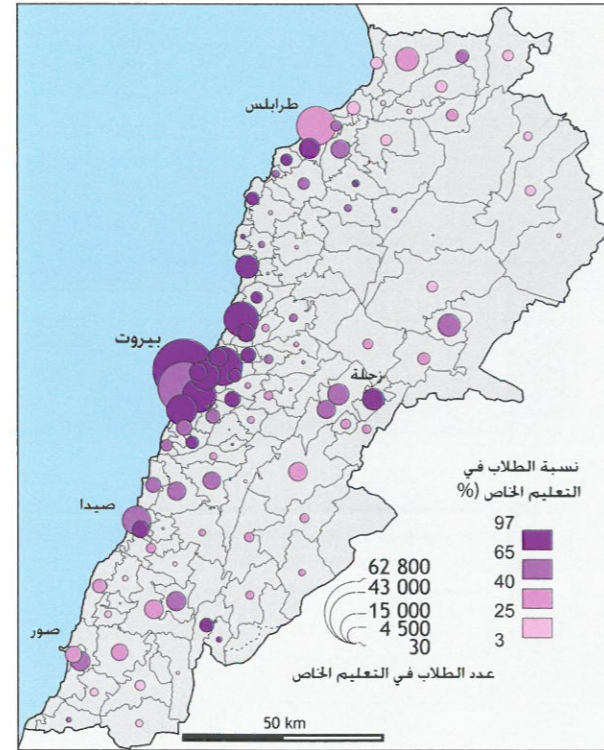 طرابلس
بيروت
زحلة
صيدا
صور
نسبة الطلاب في
التعليم الخاص (%
97
65
40
25
3
62 800
43 000
15 000
4 500
30
عدد الطلاب في التعليم الخاص
50 km